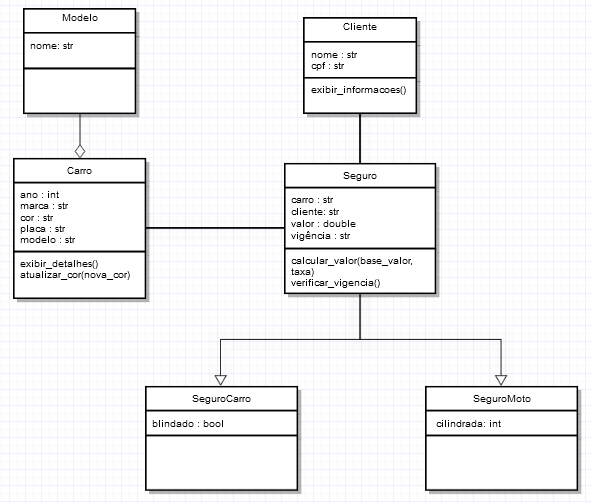 Modelo
nome: str
Cliente
nome : str
cpf : str
exibir_informacoes()
Carro
ano : int
marca : str
cor : str
placa : str
modelo : str
exibir_detalhes()
atualizar_cor(nova_cor)
Seguro
carro : str
cliente: str
valor : double
vigência : str
calcular_valor(base_valor,
taxa)
verificar_vigencia()
SeguroCarro
blindado : bool
SeguroMoto
cilindrada: int